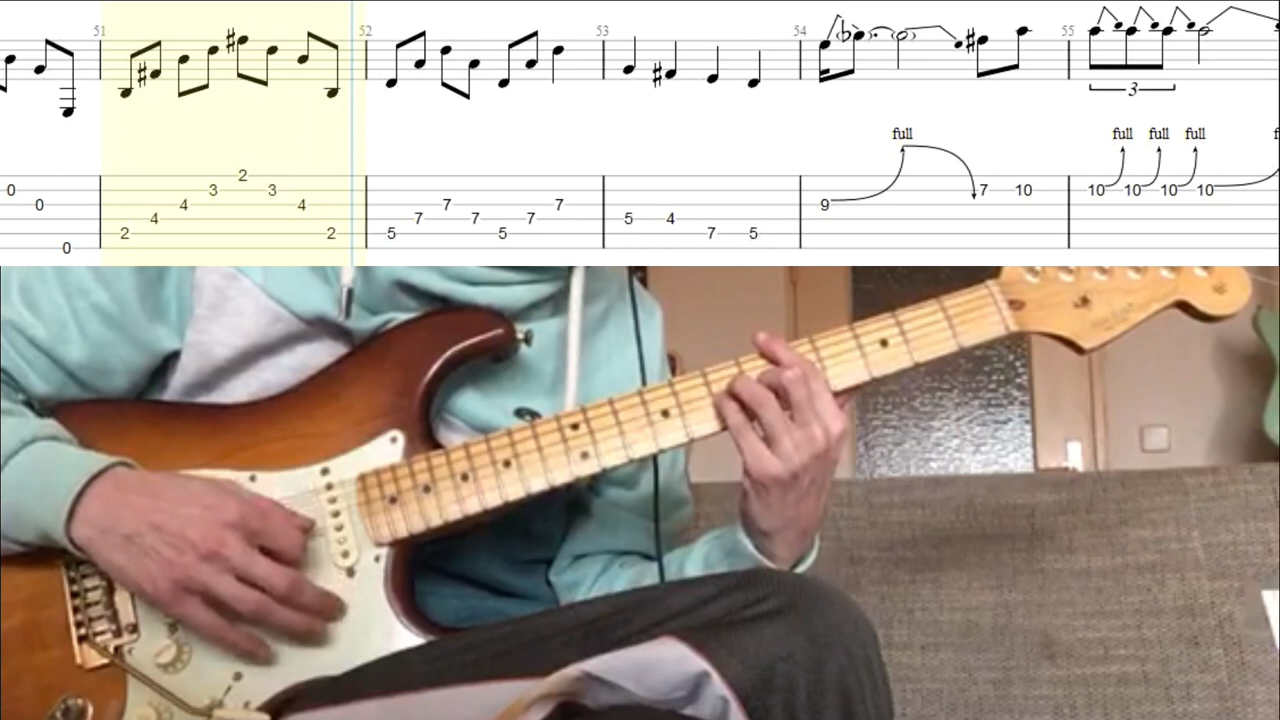 51 52 53 54 55
3
full full full full
2
0 3 3 7 10 10 10 10 10
0 4 4 7 7 9
4 7 7 7 5 4
2 2 5 5 7 5
0